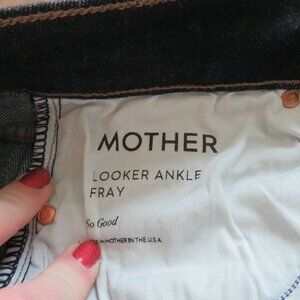 MOTHER
LOOKER ANKLE
FRAY
So Good
MOTHER IN THE U.S.A.